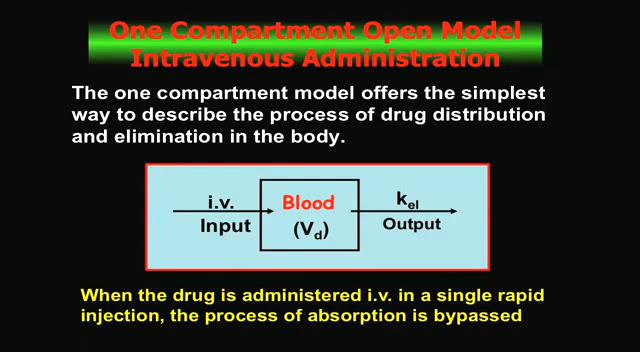 One Compartment Open Model
Intravenous Administration
The one compartment model offers the simplest
way to describe the process of drug distribution
and elimination in the body.
i.v.
Input
Blood
(Vd)
kel
Output
When the drug is administered i.v. in a single rapid
injection, the process of absorption is bypassed